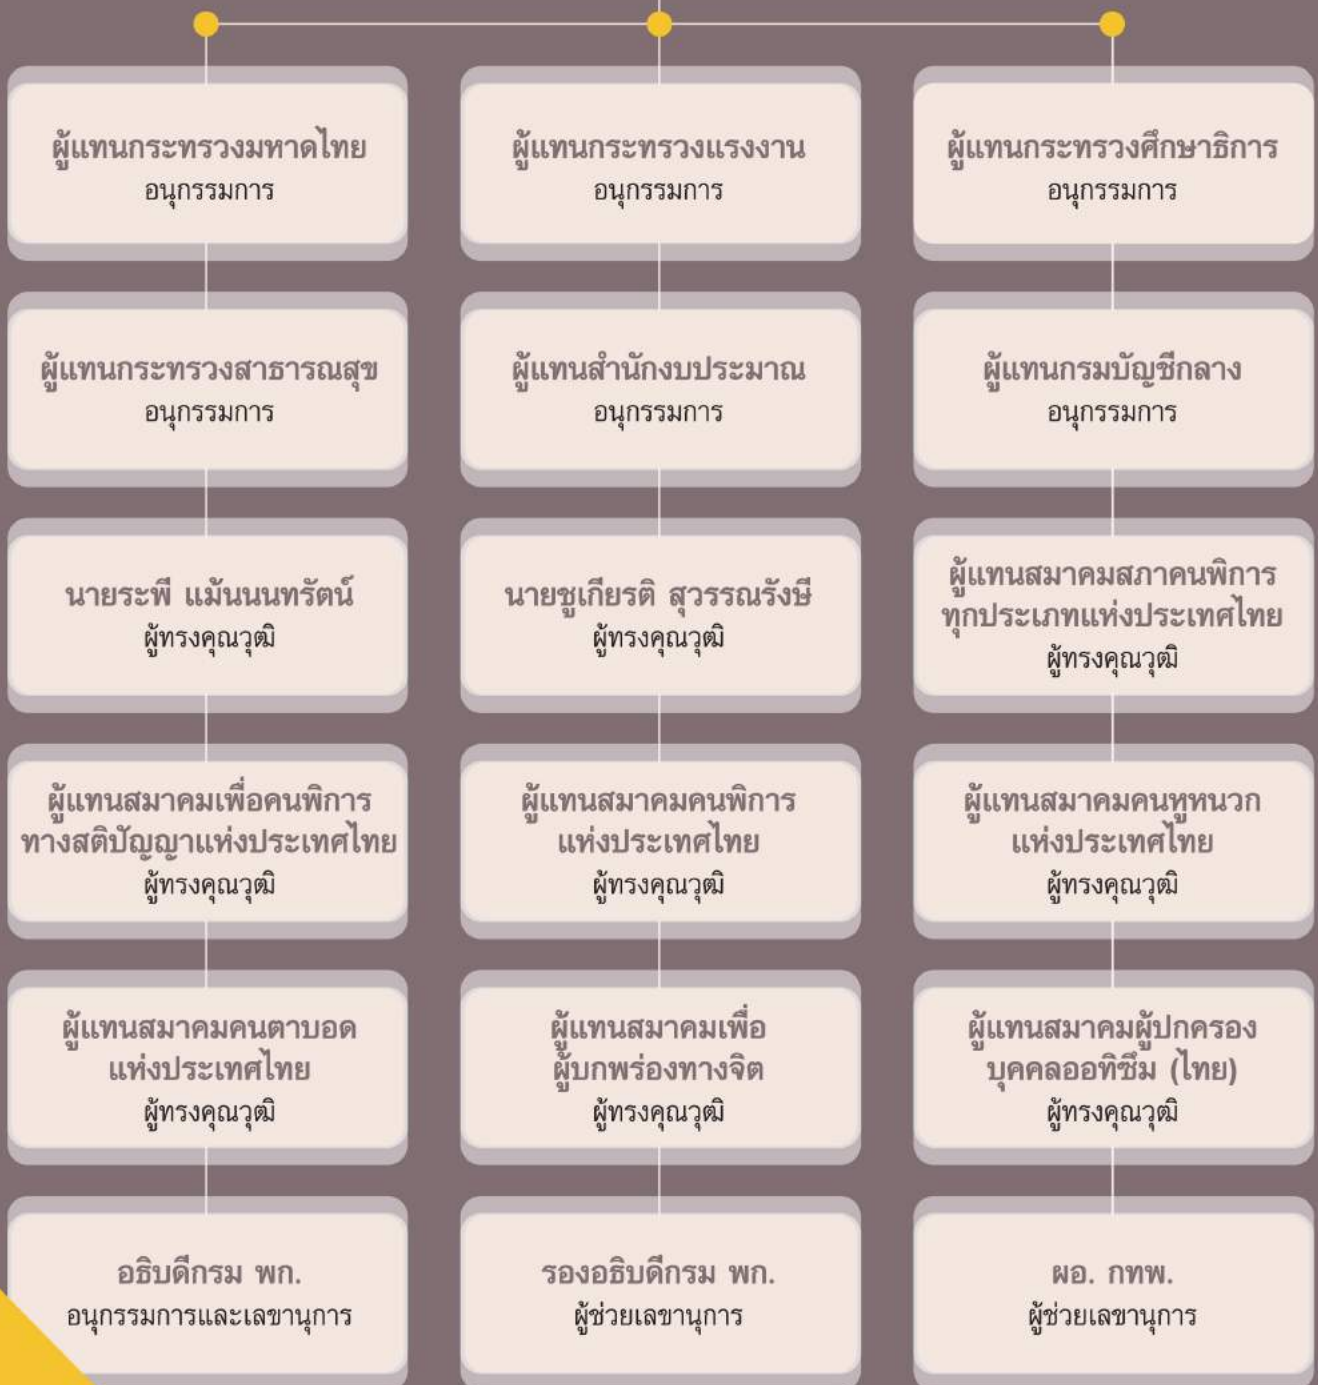 ผู้แทนกระทรวงมหาดไทย
อนุกรรมการ
ผู้แทนกระทรวงแรงงาน
อนุกรรมการ
ผู้แทนกระทรวงศึกษาธิการ
อนุกรรมการ
ผู้แทนกระทรวงสาธารณสุข
อนุกรรมการ
ผู้แทนสำนักงบประมาณ
อนุกรรมการ
ผู้แทนกรมบัญชีกลาง
อนุกรรมการ
นายระพี แม้นนนทรัตน์
ผู้ทรงคุณวุฒิ
นายชูเกียรติ สุวรรณรังษี
ผู้ทรงคุณวุฒิ
ผู้แทนสมาคมสภาคนพิการ
ทุกประเภทแห่งประเทศไทย
ผู้ทรงคุณวุฒิ
ผู้แทนสมาคมเพื่อคนพิการ
ทางสติปัญญาแห่งประเทศไทย
ผู้ทรงคุณวุฒิ
ผู้แทนสมาคมคนพิการ
แห่งประเทศไทย
ผู้ทรงคุณวุฒิ
ผู้แทนสมาคมคนหูหนวก
แห่งประเทศไทย
ผู้ทรงคุณวุฒิ
ผู้แทนสมาคมคนตาบอด
แห่งประเทศไทย
ผู้ทรงคุณวุฒิ
ผู้แทนสมาคมเพื่อ
ผู้บกพร่องทางจิต
ผู้ทรงคุณวุฒิ
ผู้แทนสมาคมผู้ปกครอง
บุคคลออทิซึม (ไทย)
ผู้ทรงคุณวุฒิ
อธิบดีกรม พก.
อนุกรรมการและเลขานุการ
รองอธิบดีกรม พก.
ผู้ช่วยเลขานุการ
ผอ. กทพ.
ผู้ช่วยเลขานุการ